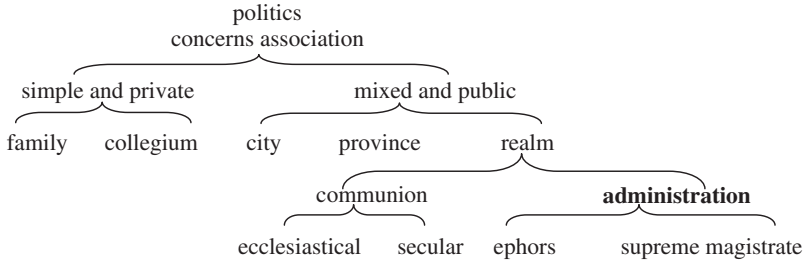 politics
concerns association
simple and private mixed and public
family collegium city province realm
communion administration
ecclesiastical secular ephors supreme magistrate